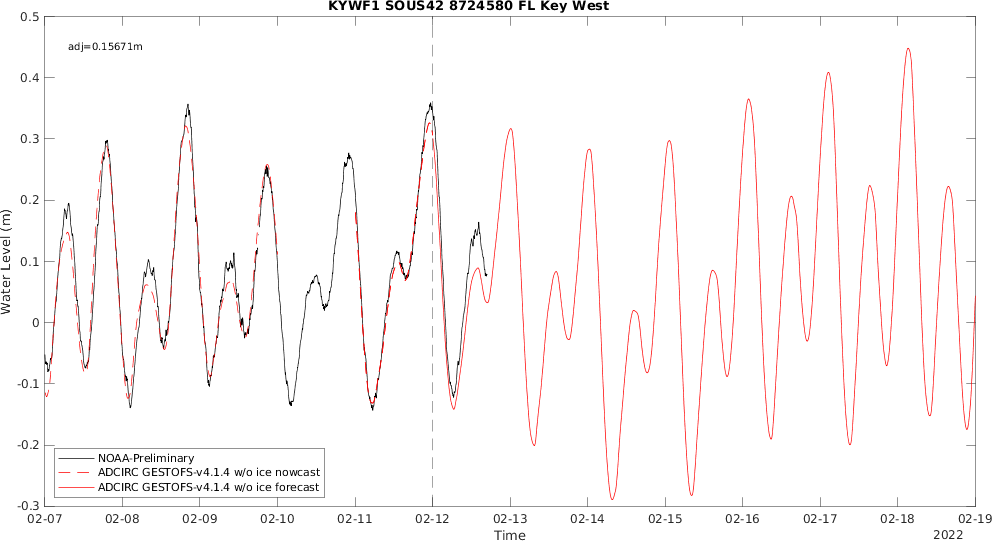 KYWF1 SOUS42 8724580 FL Key West
adj=0.15671m
Water Level (m)
0.5
0.4
0.3
0.2
0.1
0
-0.1
-0.2
-0.3
NOAA-Preliminary
ADCIRC GESTOFS-v4.1.4 w/o ice nowcast
ADCIRC GESTOFS-v4.1.4 w/o ice forecast
02-07 02-08 02-09 02-10 02-11 02-12 02-13 02-14 02-15 02-16 02-17 02-18 02-19
Time
2022